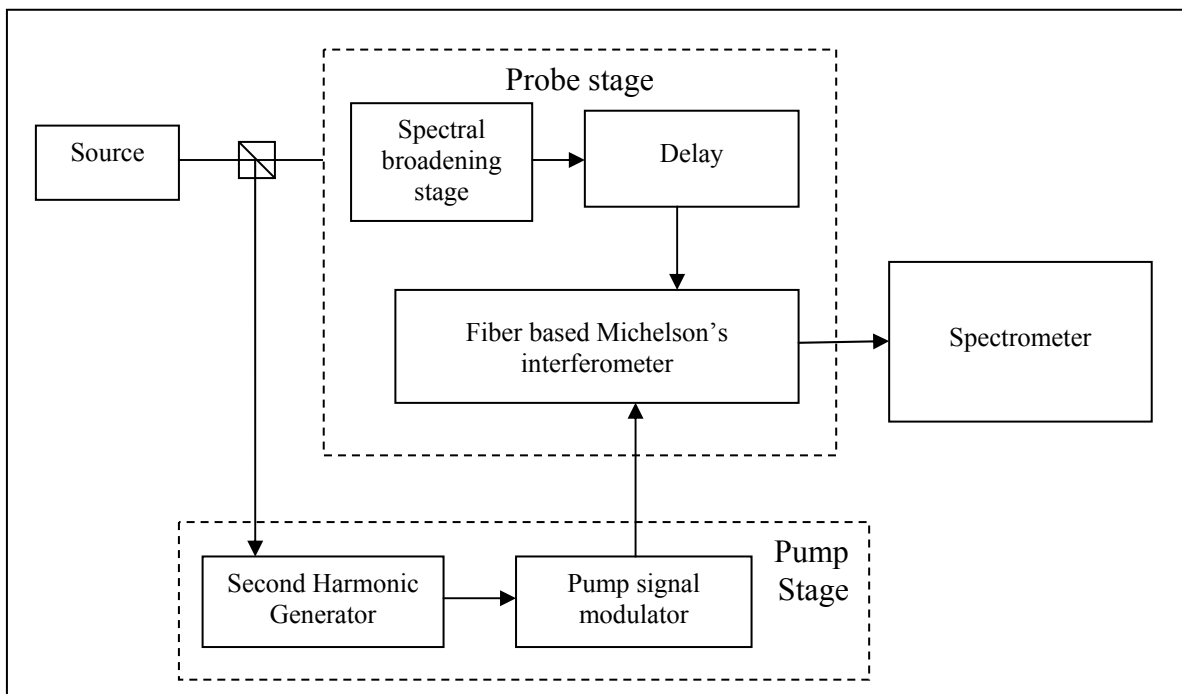 Probe stage
Source
Spectral
broadening
stage
Delay
Fiber based Michelson's
interferometer
Spectrometer
Second Harmonic
Generator
Pump signal
modulator
Pump
Stage